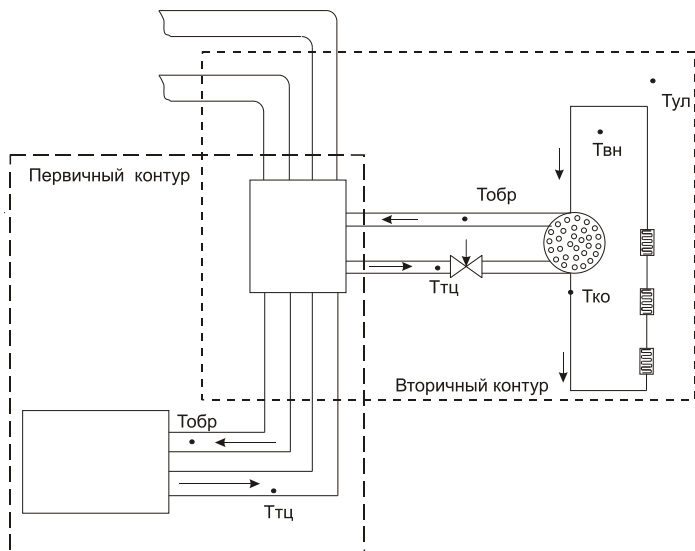 Тул
Твн
Первичный контур
Тобр
Ттц
Тко
Вторичный контур
Тобр
Ттц